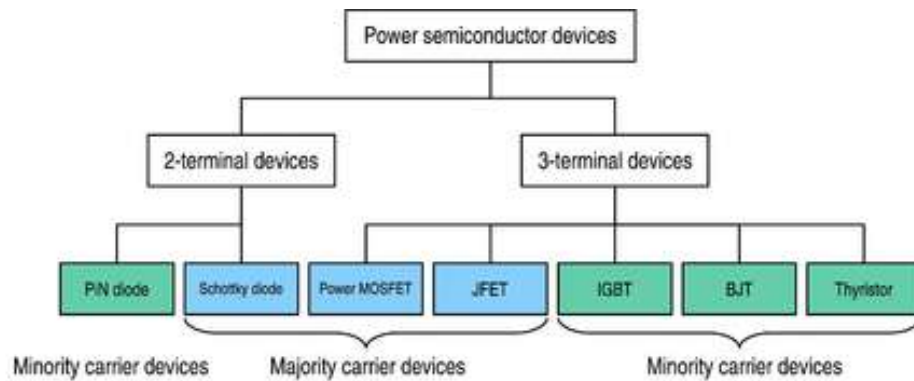 Power semiconductor devices
2-terminal devices
3-terminal devices
PiN diode
Schottky diode
Power MOSFET
JFET
IGBT
BJT
Thyristor
Minority carrier devices
Majority carrier devices
Minority carrier devices